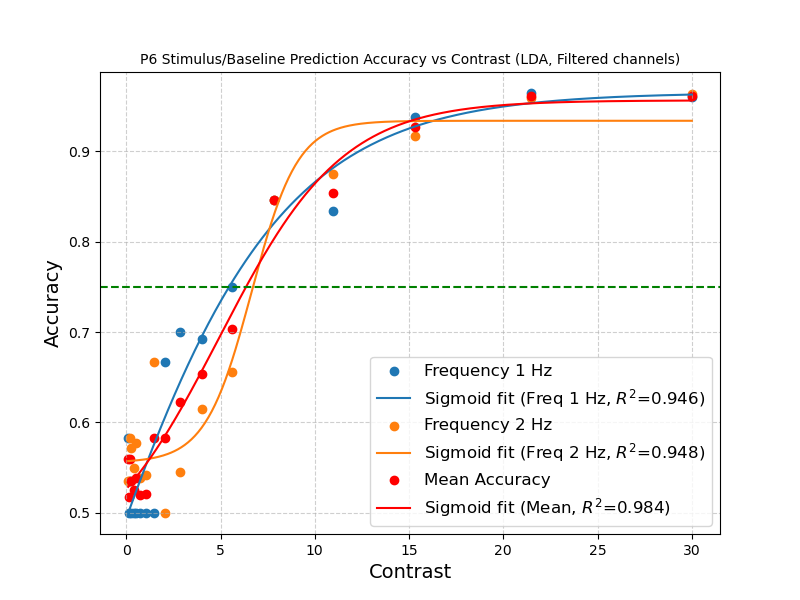 P6 Stimulus/Baseline Prediction Accuracy vs Contrast (LDA, Filtered channels)
Accuracy
0.9
0.8
0.7
0.6
0.5
Frequency 1 Hz
Sigmoid fit (Freq 1 Hz, R²=0.946)
Frequency 2 Hz
Sigmoid fit (Freq 2 Hz, R²=0.948)
Mean Accuracy
Sigmoid fit (Mean, R²=0.984)
0 5 10 15 20 25 30
Contrast